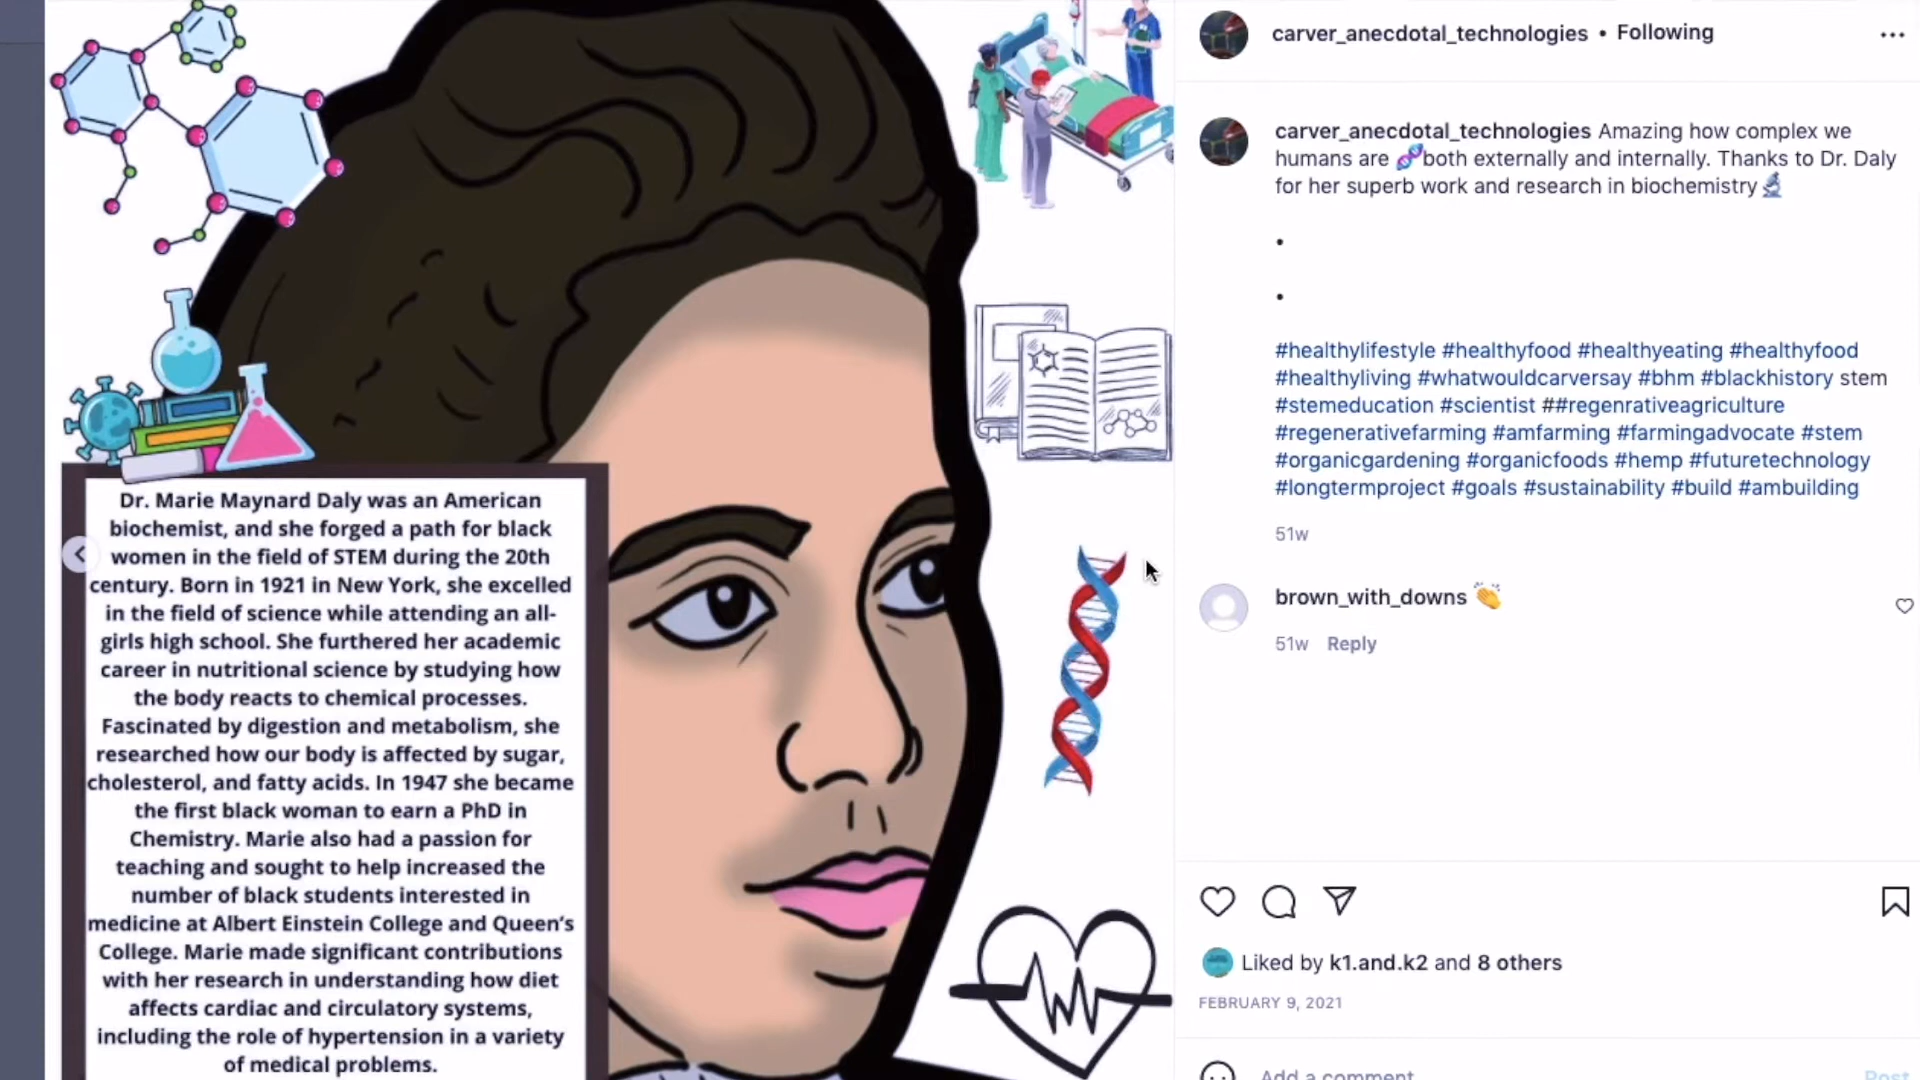 Dr. Marie Maynard Daly was an American
biochemist, and she forged a path for black
women in the field of STEM during the 20th
century. Born in 1921 in New York, she excelled
in the field of science while attending an all-
girls high school. She furthered her academic
career in nutritional science by studying how
the body reacts to chemical processes.
Fascinated by digestion and metabolism, she
researched how our body is affected by sugar,
cholesterol, and fatty acids. In 1947 she became
the first black woman to earn a PhD in
Chemistry. Marie also had a passion for
teaching and sought to help increased the
number of black students interested in
medicine at Albert Einstein College and Queen's
College. Marie made significant contributions
with her research in understanding how diet
affects cardiac and circulatory systems,
including the role of hypertension in a variety
of medical problems.
carver_anecdotal_technologies • Following
carver_anecdotal_technologies Amazing how complex we
humans are 🧬both externally and internally. Thanks to Dr. Daly
for her superb work and research in biochemistry🔬
•
•
#healthylifestyle #healthyfood #healthyeating #healthyfood
#healthyliving #whatwouldcarversay #bhm #blackhistory stem
#stemeducation #scientist ##regenrativeagriculture
#regenerativefarming #amfarming #farmingadvocate #stem
#organicgardening #organicfoods #hemp #futuretechnology
#longtermproject #goals #sustainability #build #ambuilding
51w
brown_with_downs 👏
51w Reply
Liked by k1.and.k2 and 8 others
FEBRUARY 9, 2021
Add a comment... Post